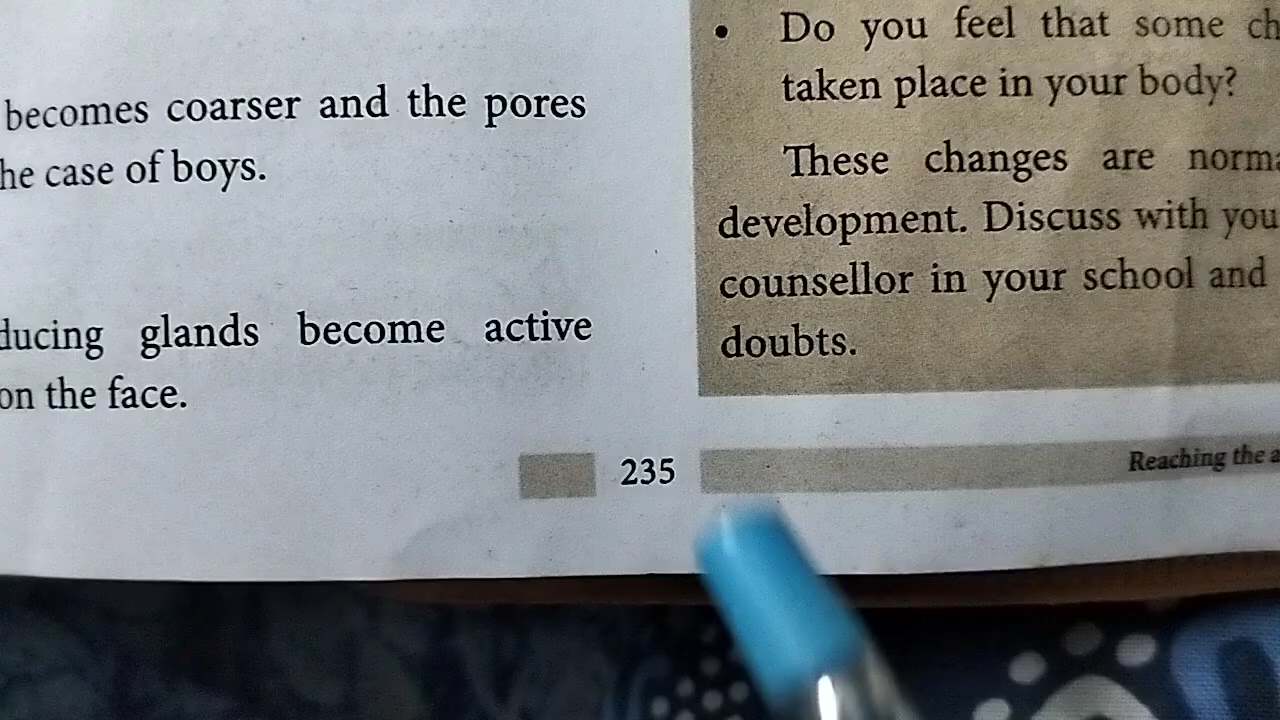 becomes coarser and the pores
he case of boys.
ducing glands become active
on the face.
• Do you feel that some ch
taken place in your body?
These changes are norma
development. Discuss with you
counsellor in your school and
doubts.
235
Reaching the a